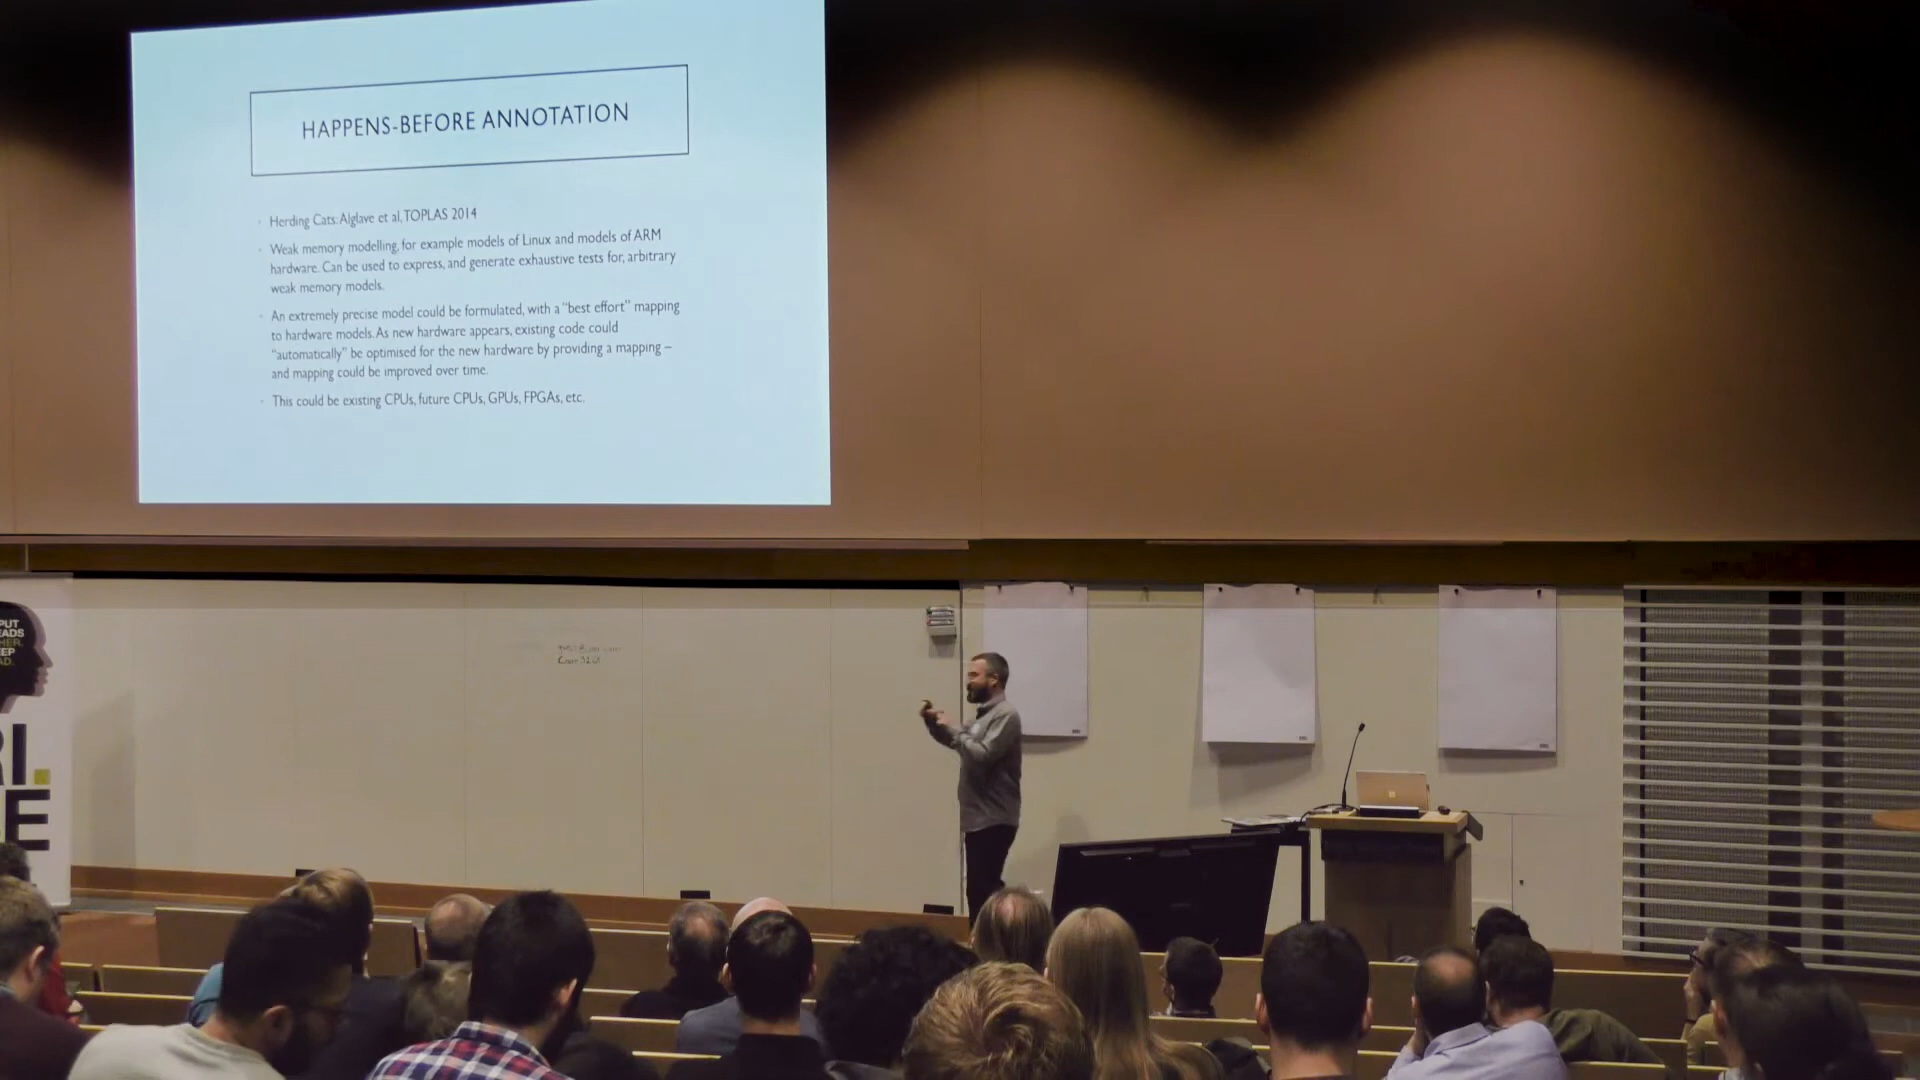 HAPPENS-BEFORE ANNOTATION
Herding Cats: Alglave et al, TOPLAS 2014
Weak memory modelling, for example models of Linux and models of ARM
hardware. Can be used to express, and generate exhaustive tests for, arbitrary
weak memory models.
An extremely precise model could be formulated, with a "best effort" mapping
to hardware models. As new hardware appears, existing code could
"automatically" be optimised for the new hardware by providing a mapping –
and mapping could be improved over time.
This could be existing CPUs, future CPUs, GPUs, FPGAs, etc.
PUT
EADS
HER.
EP
AD.
RI.
E